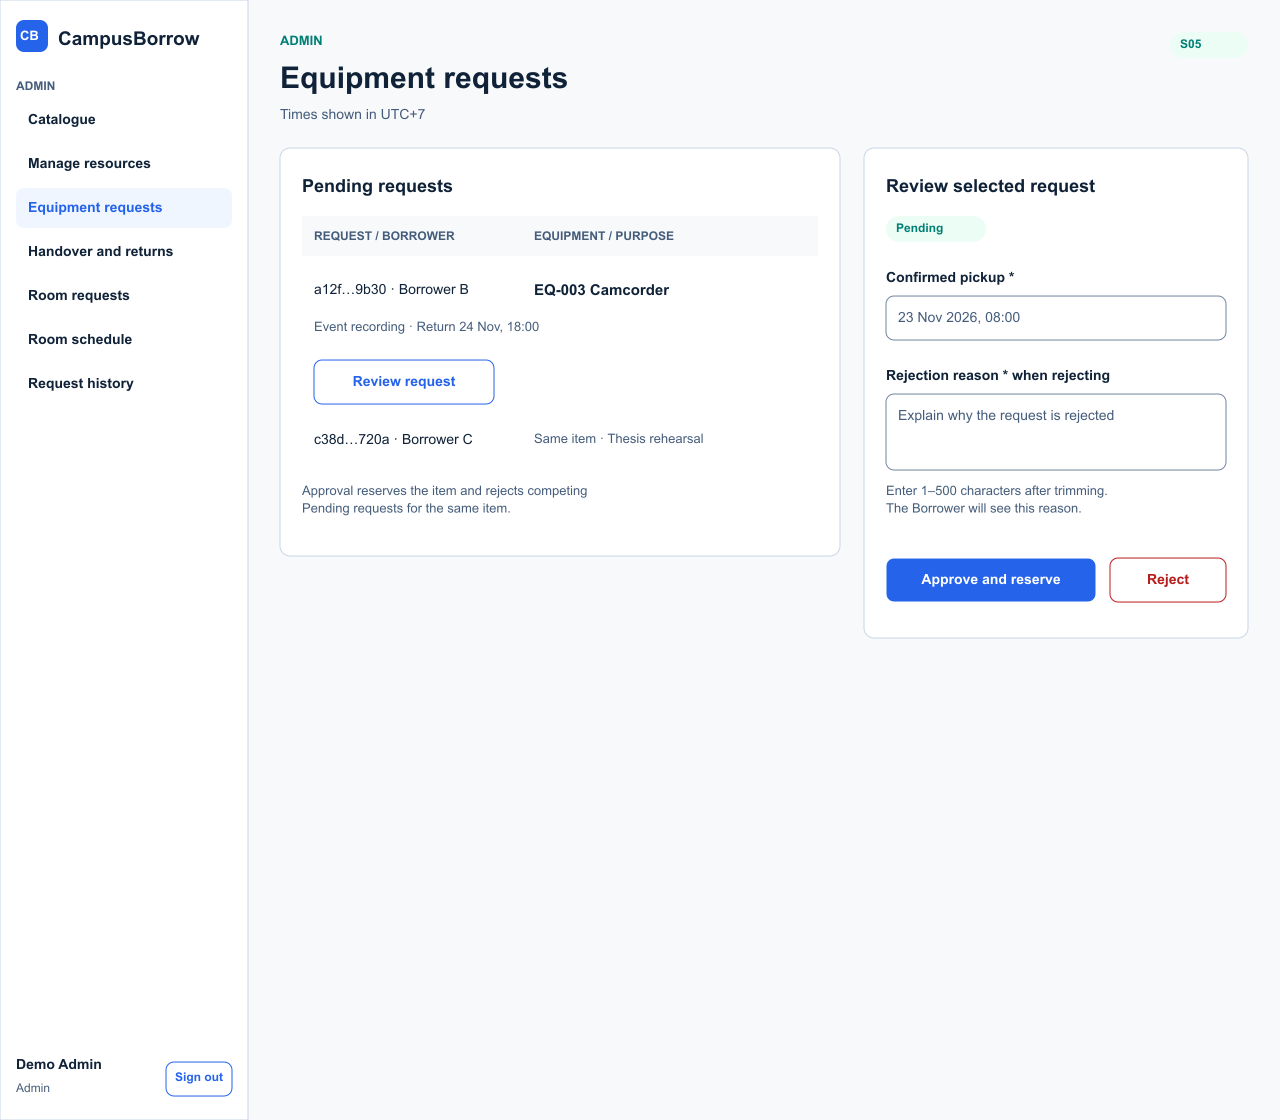 CB
CampusBorrow
ADMIN
Catalogue
Manage resources
Equipment requests
Handover and returns
Room requests
Room schedule
Request history
Demo Admin
Admin
Sign out
ADMIN
S05
Equipment requests
Times shown in UTC+7
Pending requests
REQUEST / BORROWER
EQUIPMENT / PURPOSE
a12f…9b30 · Borrower B
EQ-003 Camcorder
Event recording · Return 24 Nov, 18:00
Review request
c38d…720a · Borrower C
Same item · Thesis rehearsal
Approval reserves the item and rejects competing
Pending requests for the same item.
Review selected request
Pending
Confirmed pickup *
23 Nov 2026, 08:00
Rejection reason * when rejecting
Explain why the request is rejected
Enter 1–500 characters after trimming.
The Borrower will see this reason.
Approve and reserve
Reject